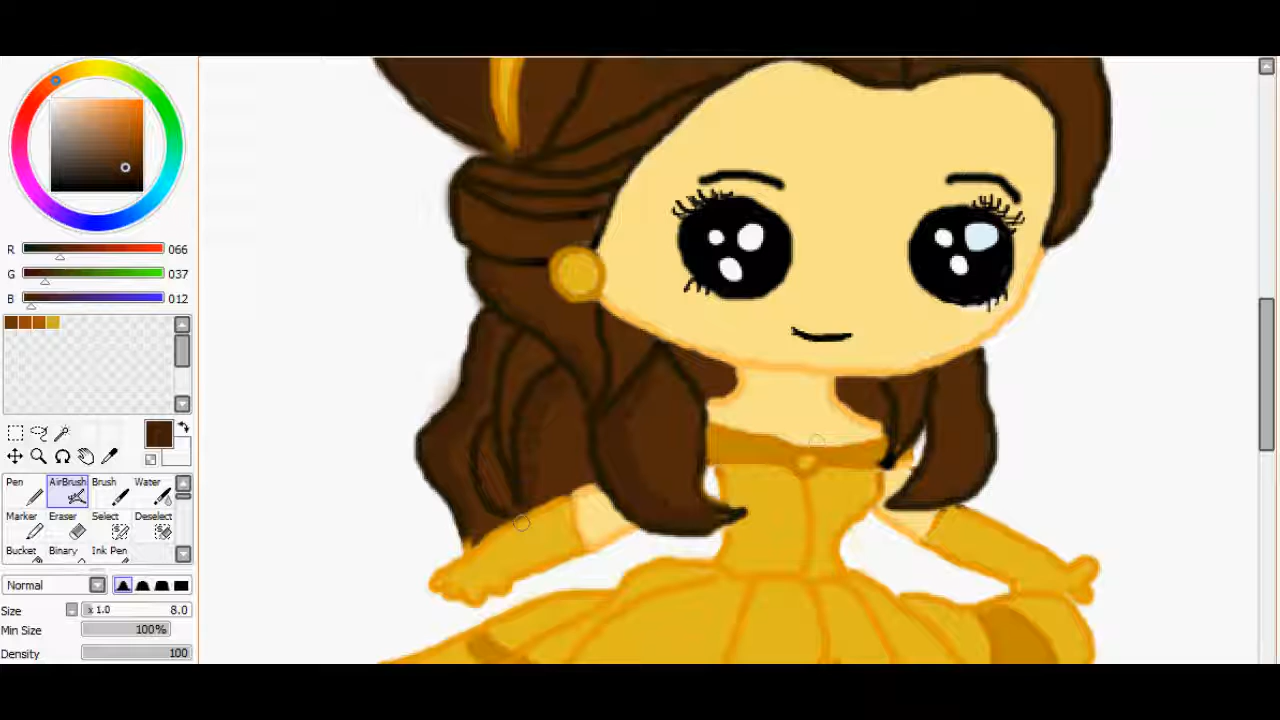 R 066
G 037
B 012
Pen AirBrush Brush Water
Marker Eraser Select Deselect
Bucket Binary Ink Pen
Normal
Size x 1.0 8.0
Min Size 100%
Density 100